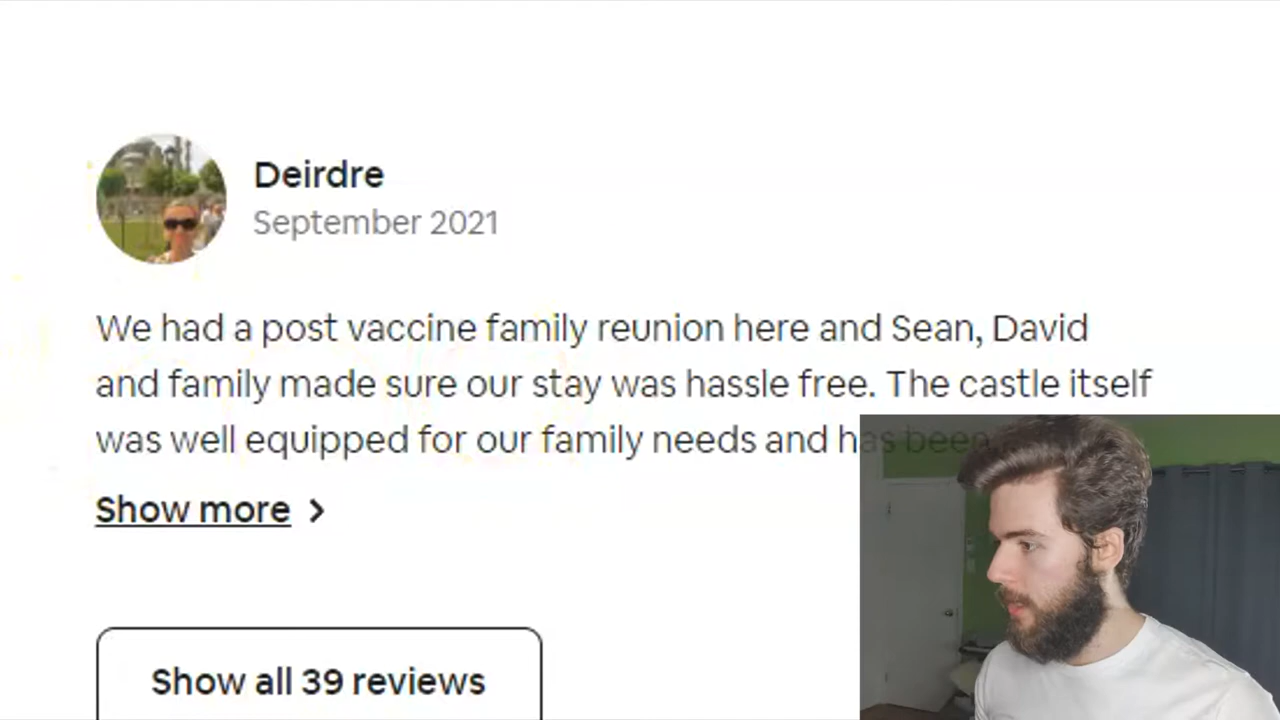 Deirdre
September 2021
We had a post vaccine family reunion here and Sean, David
and family made sure our stay was hassle free. The castle itself
was well equipped for our family needs and has been
Show more
Show all 39 reviews